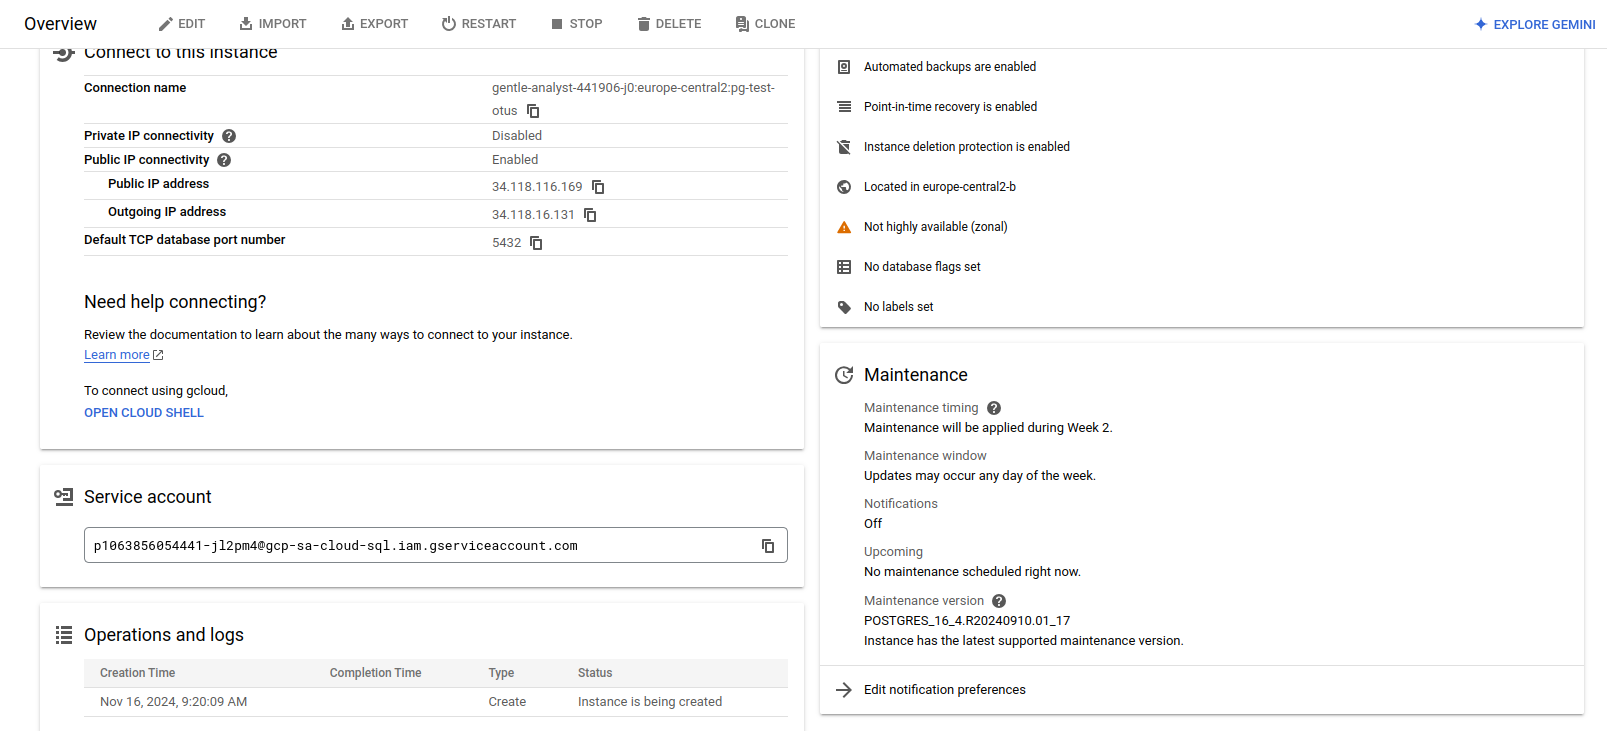 Overview
EDIT
IMPORT
EXPORT
RESTART
STOP
DELETE
CLONE
EXPLORE GEMINI
Connect to this instance
Connection name
gentle-analyst-441906-j0:europe-central2:pg-test-
otus
Private IP connectivity
Disabled
Public IP connectivity
Enabled
Public IP address
34.118.116.169
Outgoing IP address
34.118.16.131
Default TCP database port number
5432
Need help connecting?
Review the documentation to learn about the many ways to connect to your instance.
Learn more
To connect using gcloud,
OPEN CLOUD SHELL
Service account
p1063856054441-jl2pm4@gcp-sa-cloud-sql.iam.gserviceaccount.com
Operations and logs
Creation Time Completion Time Type Status
Nov 16, 2024, 9:20:09 AM Create Instance is being created
Automated backups are enabled
Point-in-time recovery is enabled
Instance deletion protection is enabled
Located in europe-central2-b
Not highly available (zonal)
No database flags set
No labels set
Maintenance
Maintenance timing
Maintenance will be applied during Week 2.
Maintenance window
Updates may occur any day of the week.
Notifications
Off
Upcoming
No maintenance scheduled right now.
Maintenance version
POSTGRES_16_4.R20240910.01_17
Instance has the latest supported maintenance version.
Edit notification preferences